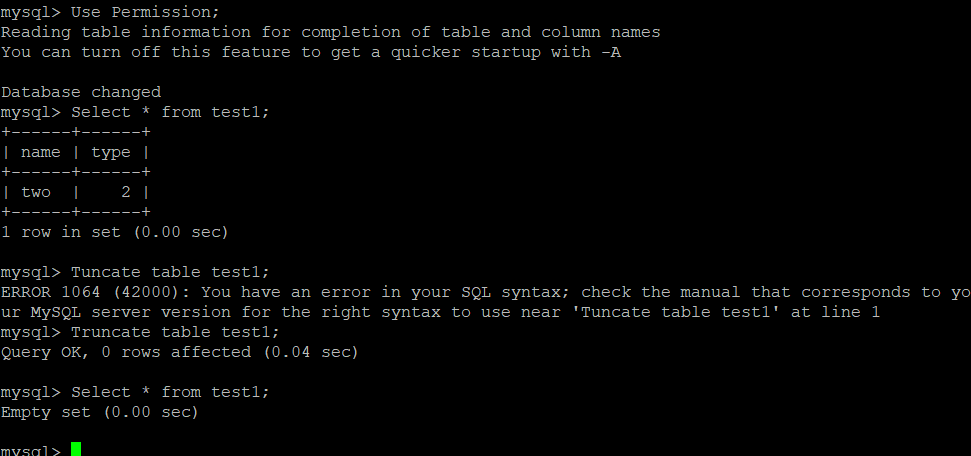 mysql> Use Permission;
Reading table information for completion of table and column names
You can turn off this feature to get a quicker startup with -A
Database changed
mysql> Select * from test1;
+------+------+
| name | type |
+------+------+
| two  |    2 |
+------+------+
1 row in set (0.00 sec)
mysql> Tuncate table test1;
ERROR 1064 (42000): You have an error in your SQL syntax; check the manual that corresponds to yo
ur MySQL server version for the right syntax to use near 'Tuncate table test1' at line 1
mysql> Truncate table test1;
Query OK, 0 rows affected (0.04 sec)
mysql> Select * from test1;
Empty set (0.00 sec)
mysql>